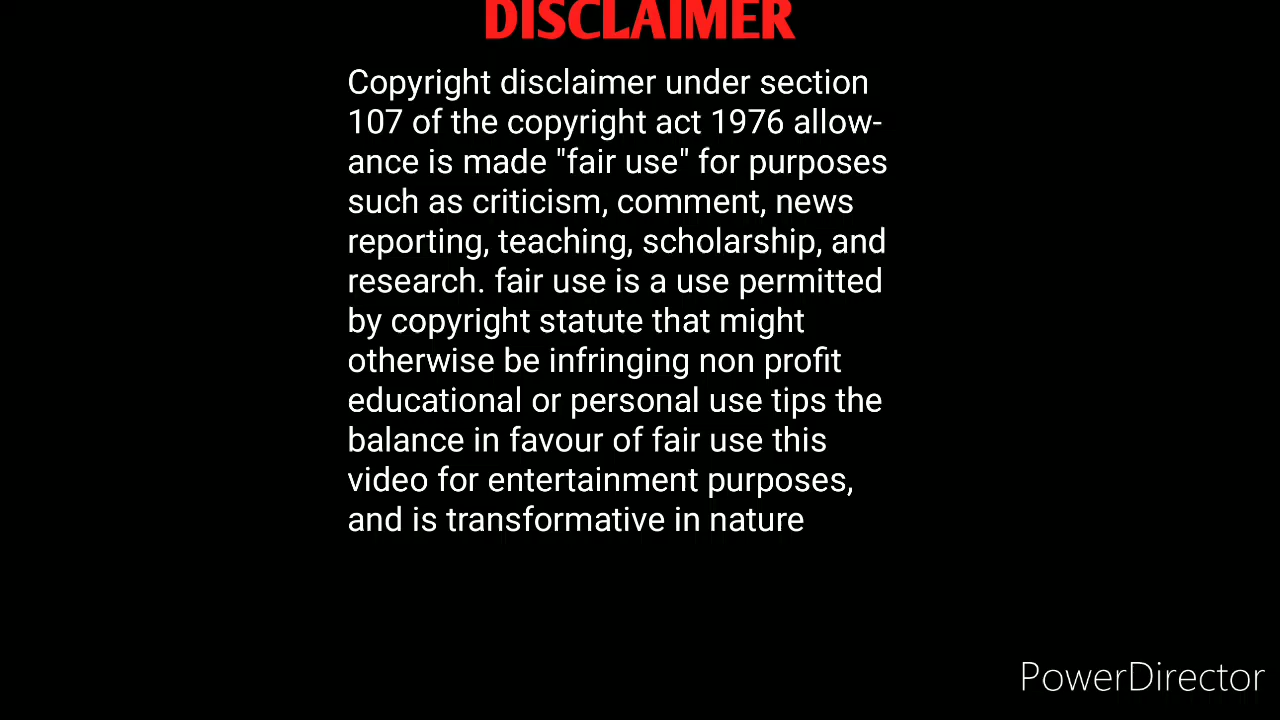 DISCLAIMER
Copyright disclaimer under section
107 of the copyright act 1976 allow-
ance is made "fair use" for purposes
such as criticism, comment, news
reporting, teaching, scholarship, and
research. fair use is a use permitted
by copyright statute that might
otherwise be infringing non profit
educational or personal use tips the
balance in favour of fair use this
video for entertainment purposes,
and is transformative in nature
PowerDirector